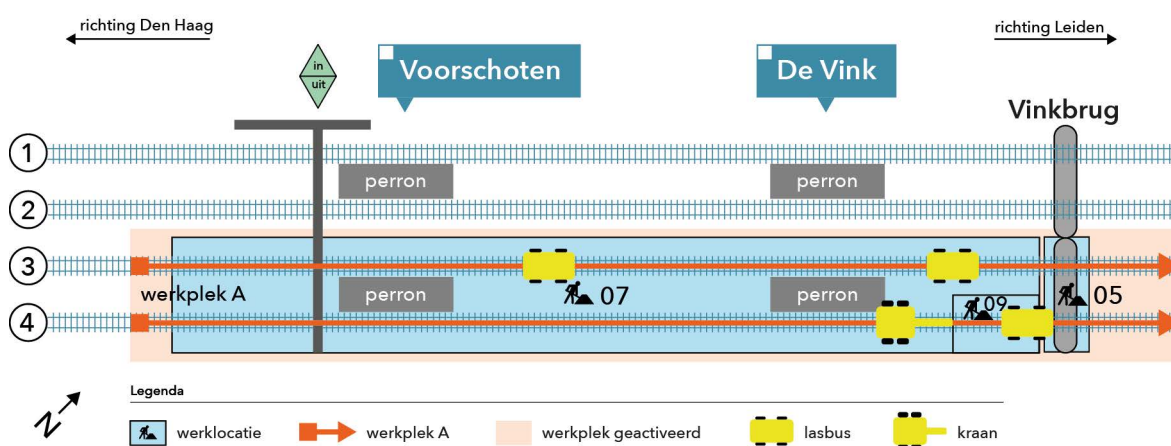 richting Den Haag
richting Leiden
in
uit
Voorschoten
De Vink
Vinkbrug
1
perron
perron
2
3
werkplek A
perron
07
perron
09
05
4
N
Legenda
werklocatie
werkplek A
werkplek geactiveerd
lasbus
kraan